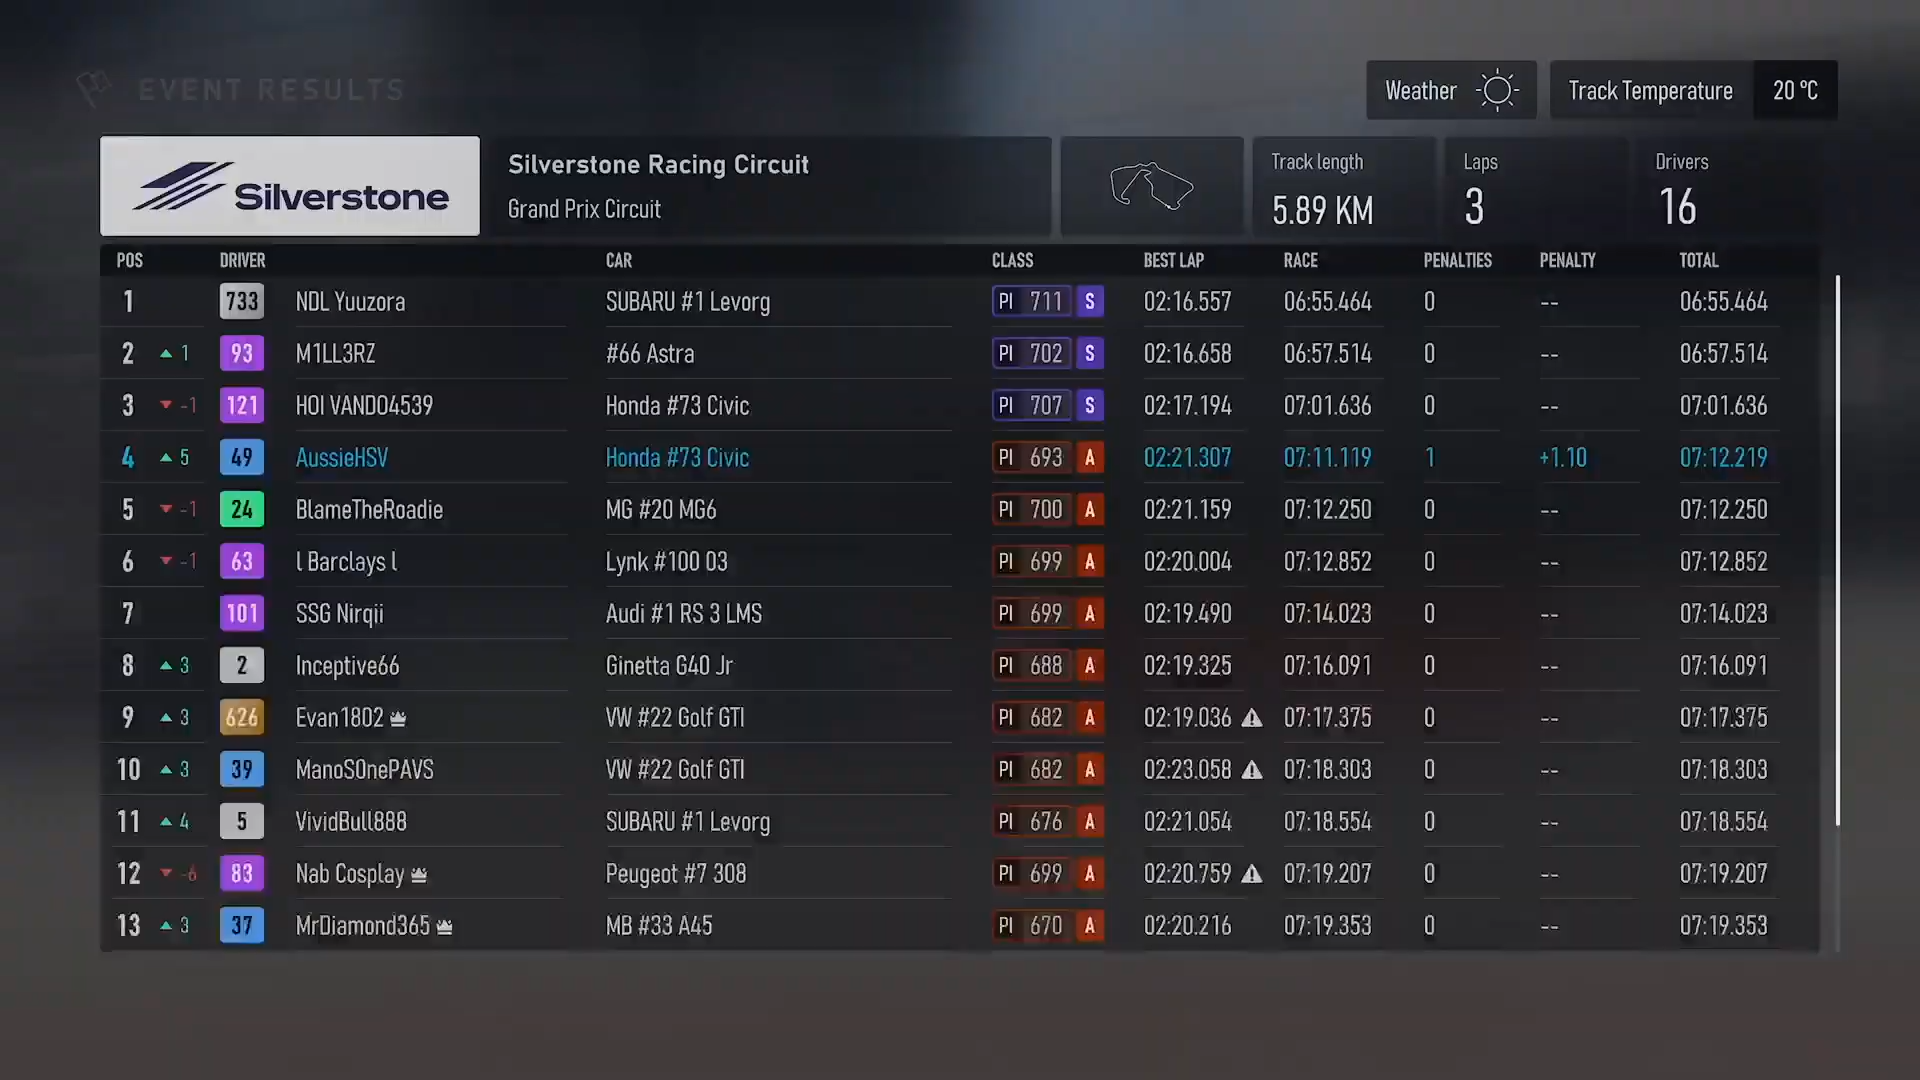 EVENT RESULTS
Weather
Track Temperature 20 °C
Silverstone
Silverstone Racing Circuit
Grand Prix Circuit
Track length
5.89 KM
Laps
3
Drivers
16
POS DRIVER CAR CLASS BEST LAP RACE PENALTIES PENALTY TOTAL
1 733 NDL Yuuzora SUBARU #1 Levorg PI 711 S 02:16.557 06:55.464 0 -- 06:55.464
2 1 93 M1LL3RZ #66 Astra PI 702 S 02:16.658 06:57.514 0 -- 06:57.514
3 -1 121 HOI VANDO4539 Honda #73 Civic PI 707 S 02:17.194 07:01.636 0 -- 07:01.636
4 5 49 AussieHSV Honda #73 Civic PI 693 A 02:21.307 07:11.119 1 +1.10 07:12.219
5 -1 24 BlameTheRoadie MG #20 MG6 PI 700 A 02:21.159 07:12.250 0 -- 07:12.250
6 -1 63 l Barclays l Lynk #100 03 PI 699 A 02:20.004 07:12.852 0 -- 07:12.852
7 101 SSG Nirqii Audi #1 RS 3 LMS PI 699 A 02:19.490 07:14.023 0 -- 07:14.023
8 3 2 Inceptive66 Ginetta G40 Jr PI 688 A 02:19.325 07:16.091 0 -- 07:16.091
9 3 626 Evan1802 VW #22 Golf GTI PI 682 A 02:19.036 07:17.375 0 -- 07:17.375
10 3 39 ManoS0nePAVS VW #22 Golf GTI PI 682 A 02:23.058 07:18.303 0 -- 07:18.303
11 4 5 VividBull888 SUBARU #1 Levorg PI 676 A 02:21.054 07:18.554 0 -- 07:18.554
12 -6 83 Nab Cosplay Peugeot #7 308 PI 699 A 02:20.759 07:19.207 0 -- 07:19.207
13 3 37 MrDiamond365 MB #33 A45 PI 670 A 02:20.216 07:19.353 0 -- 07:19.353